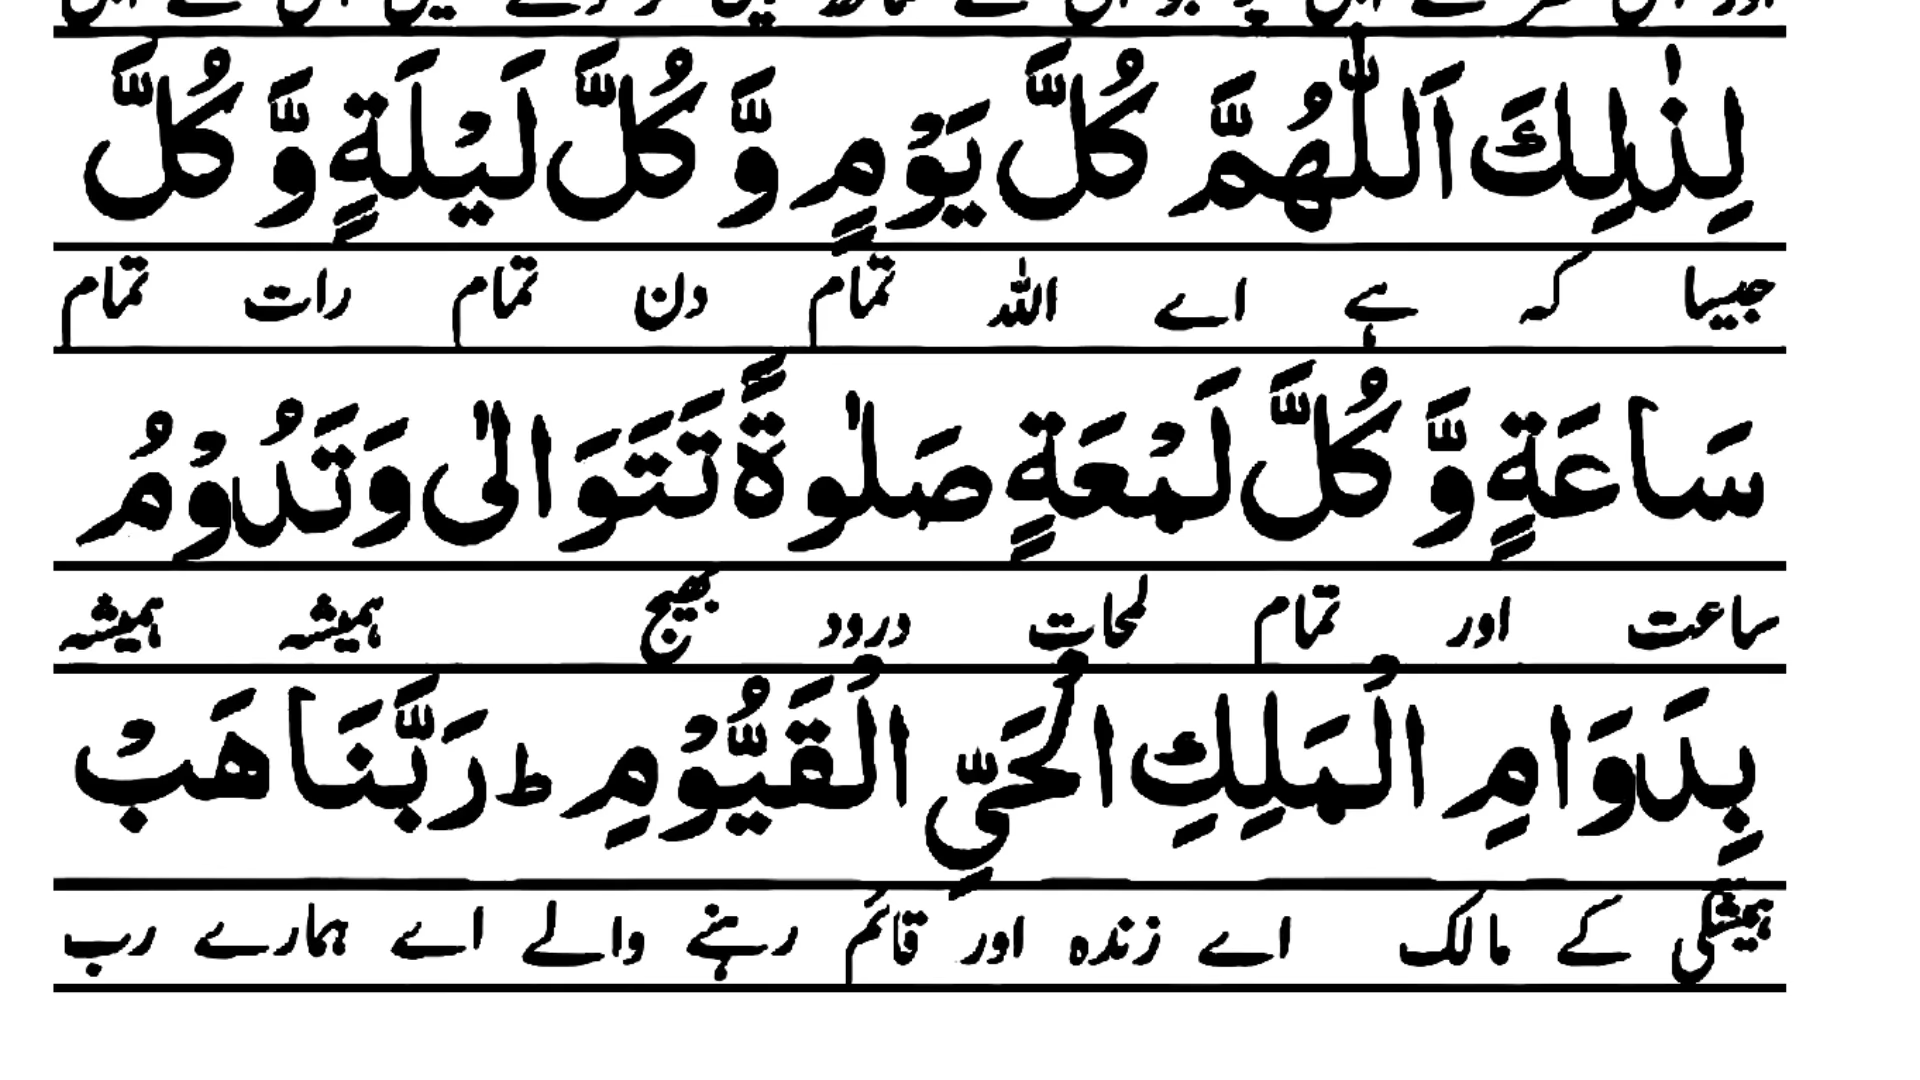 لِذٰلِكَ اَللّٰهُمَّ كُلَّ يَوْمٍ وَّ كُلَّ لَيْلَةٍ وَّ كُلَّ
جیسا کہ ہے اے اللہ تمام دن تمام رات تمام
سَاعَةٍ وَّ كُلَّ لَمْعَةٍ صَلٰوةً تَتَوَالٰى وَتَدُوْمُ
ساعت اور تمام لمحات درود بھیج ہمیشہ ہمیشہ
بِدَوَامِ الْمَلِكِ الْحَيِّ الْقَيُّوْمِ ط رَبَّنَا هَبْ
ہمیشگی کے مالک اے زندہ اور قائم رہنے والے اے ہمارے رب